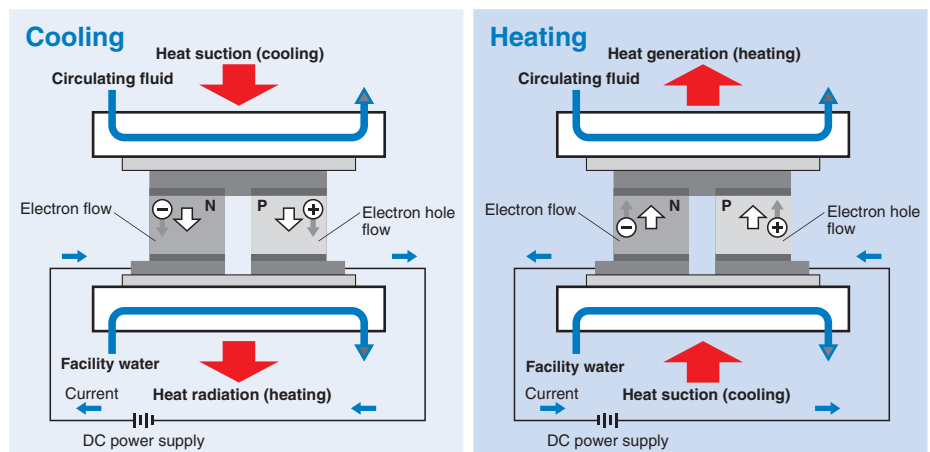 Cooling
Heat suction (cooling)
Circulating fluid
Electron flow
N
P
Electron hole
flow
Facility water
Current
Heat radiation (heating)
DC power supply
Heating
Heat generation (heating)
Circulating fluid
Electron flow
N
P
Electron hole
flow
Facility water
Current
Heat suction (cooling)
DC power supply